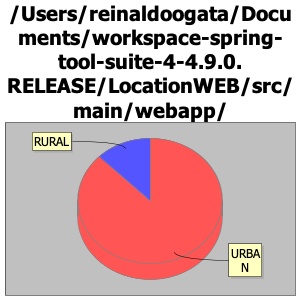 /Users/reinaldoogata/Docu
ments/workspace-spring-
tool-suite-4-4.9.0.
RELEASE/LocationWEB/src/
main/webapp/
RURAL
URBA
N